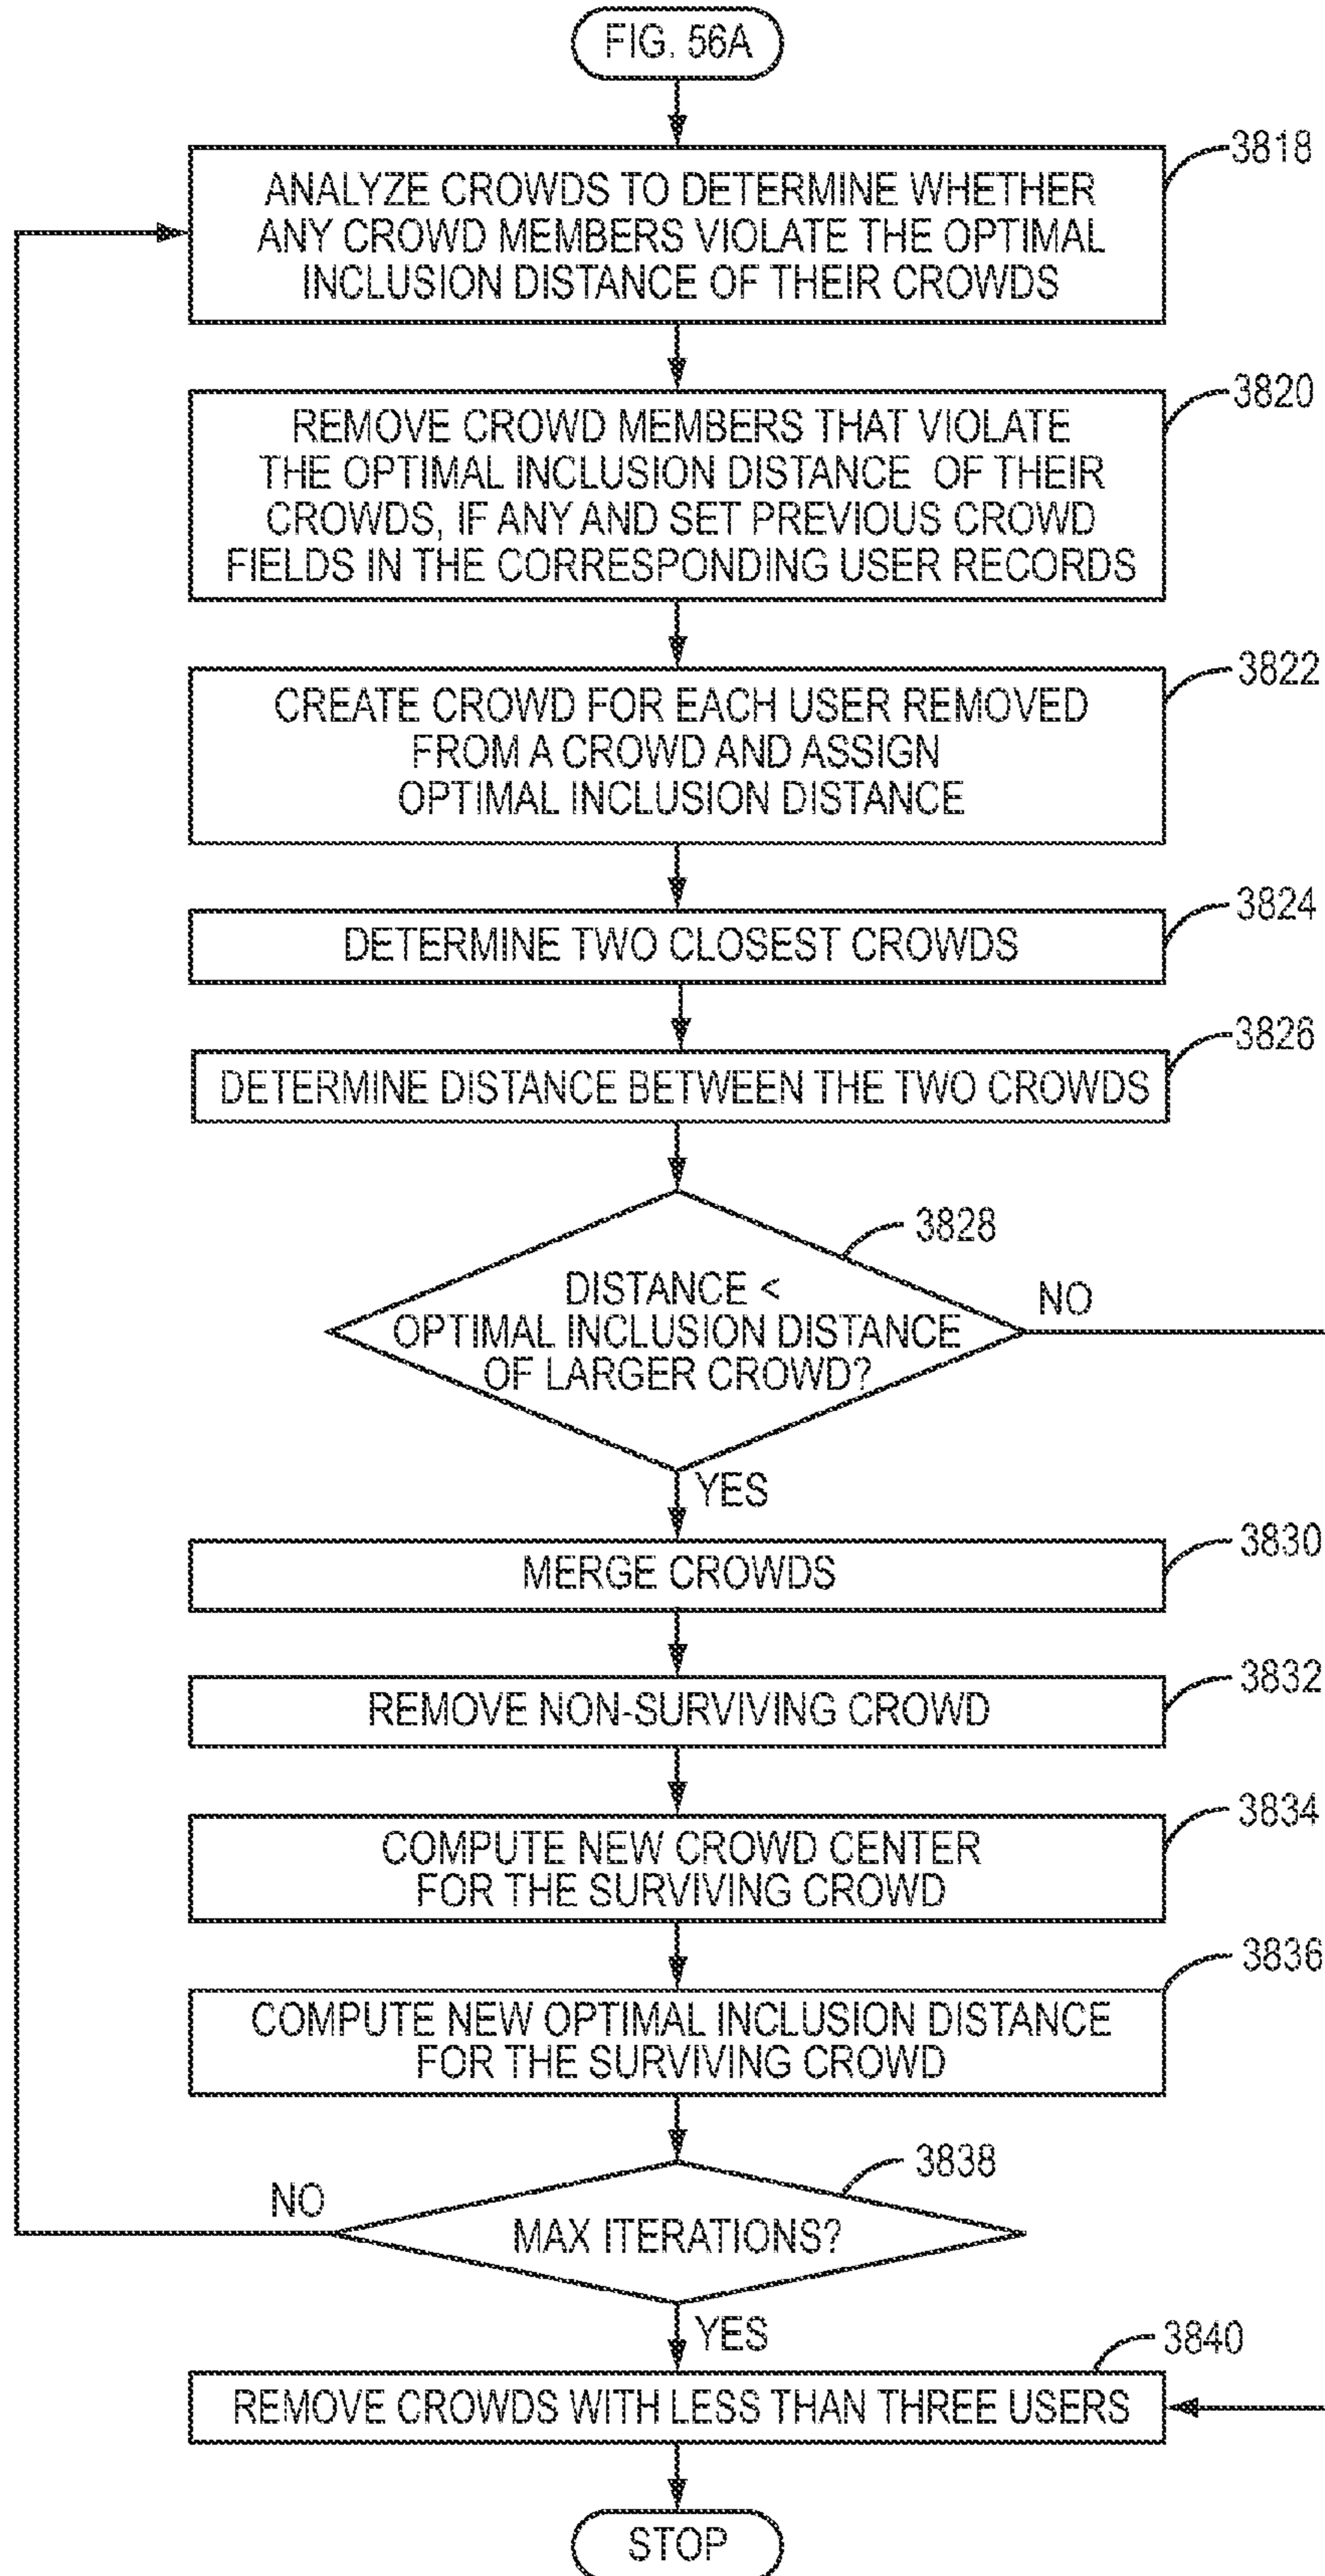 FIG. 56A
3818
ANALYZE CROWDS TO DETERMINE WHETHER
ANY CROWD MEMBERS VIOLATE THE OPTIMAL
INCLUSION DISTANCE OF THEIR CROWDS
3820
REMOVE CROWD MEMBERS THAT VIOLATE
THE OPTIMAL INCLUSION DISTANCE OF THEIR
CROWDS, IF ANY AND SET PREVIOUS CROWD
FIELDS IN THE CORRESPONDING USER RECORDS
3822
CREATE CROWD FOR EACH USER REMOVED
FROM A CROWD AND ASSIGN
OPTIMAL INCLUSION DISTANCE
3824
DETERMINE TWO CLOSEST CROWDS
3826
DETERMINE DISTANCE BETWEEN THE TWO CROWDS
3828
DISTANCE <
OPTIMAL INCLUSION DISTANCE
OF LARGER CROWD?
NO
YES
3830
MERGE CROWDS
3832
REMOVE NON-SURVIVING CROWD
3834
COMPUTE NEW CROWD CENTER
FOR THE SURVIVING CROWD
3836
COMPUTE NEW OPTIMAL INCLUSION DISTANCE
FOR THE SURVIVING CROWD
3838
NO
MAX ITERATIONS?
YES
3840
REMOVE CROWDS WITH LESS THAN THREE USERS
STOP